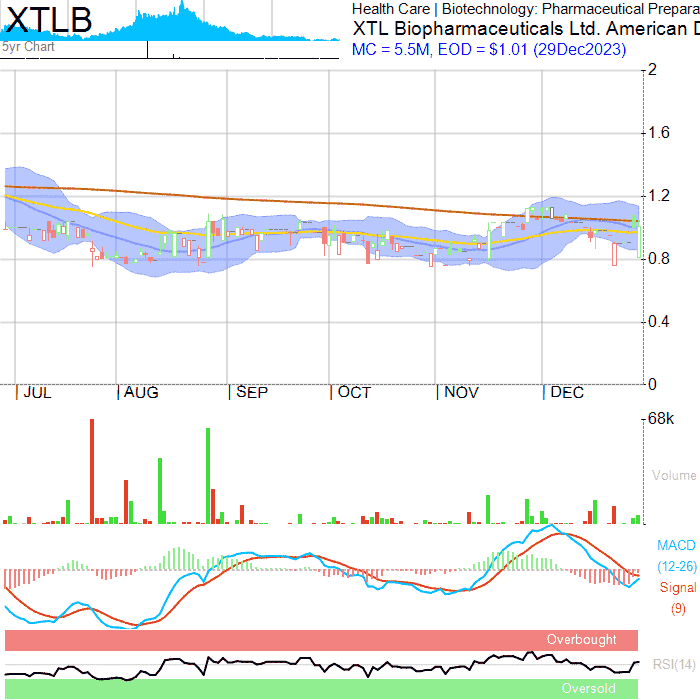 XTLB
5yr Chart
Health Care | Biotechnology: Pharmaceutical Prepara
XTL Biopharmaceuticals Ltd. American D
MC = 5.5M, EOD = $1.01 (29Dec2023)
2
1.6
1.2
0.8
0.4
0
JUL AUG SEP OCT NOV DEC
68k
Volume
MACD
(12-26)
Signal
(9)
Overbought
RSI(14)
Oversold